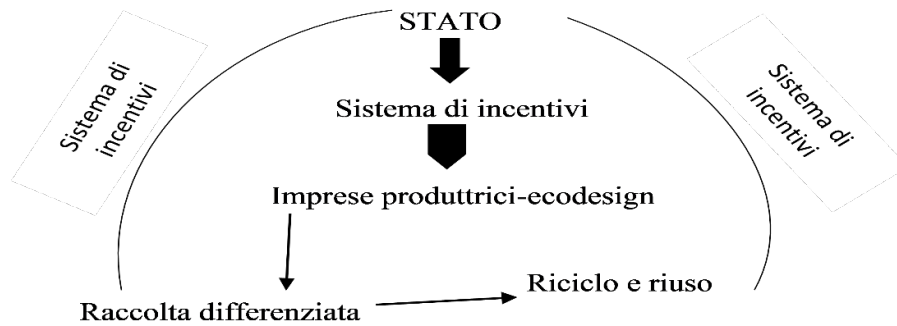 STATO
Sistema di
incentivi
Sistema di incentivi
Sistema di
incentivi
Imprese produttrici-ecodesign
Raccolta differenziata
Riciclo e riuso